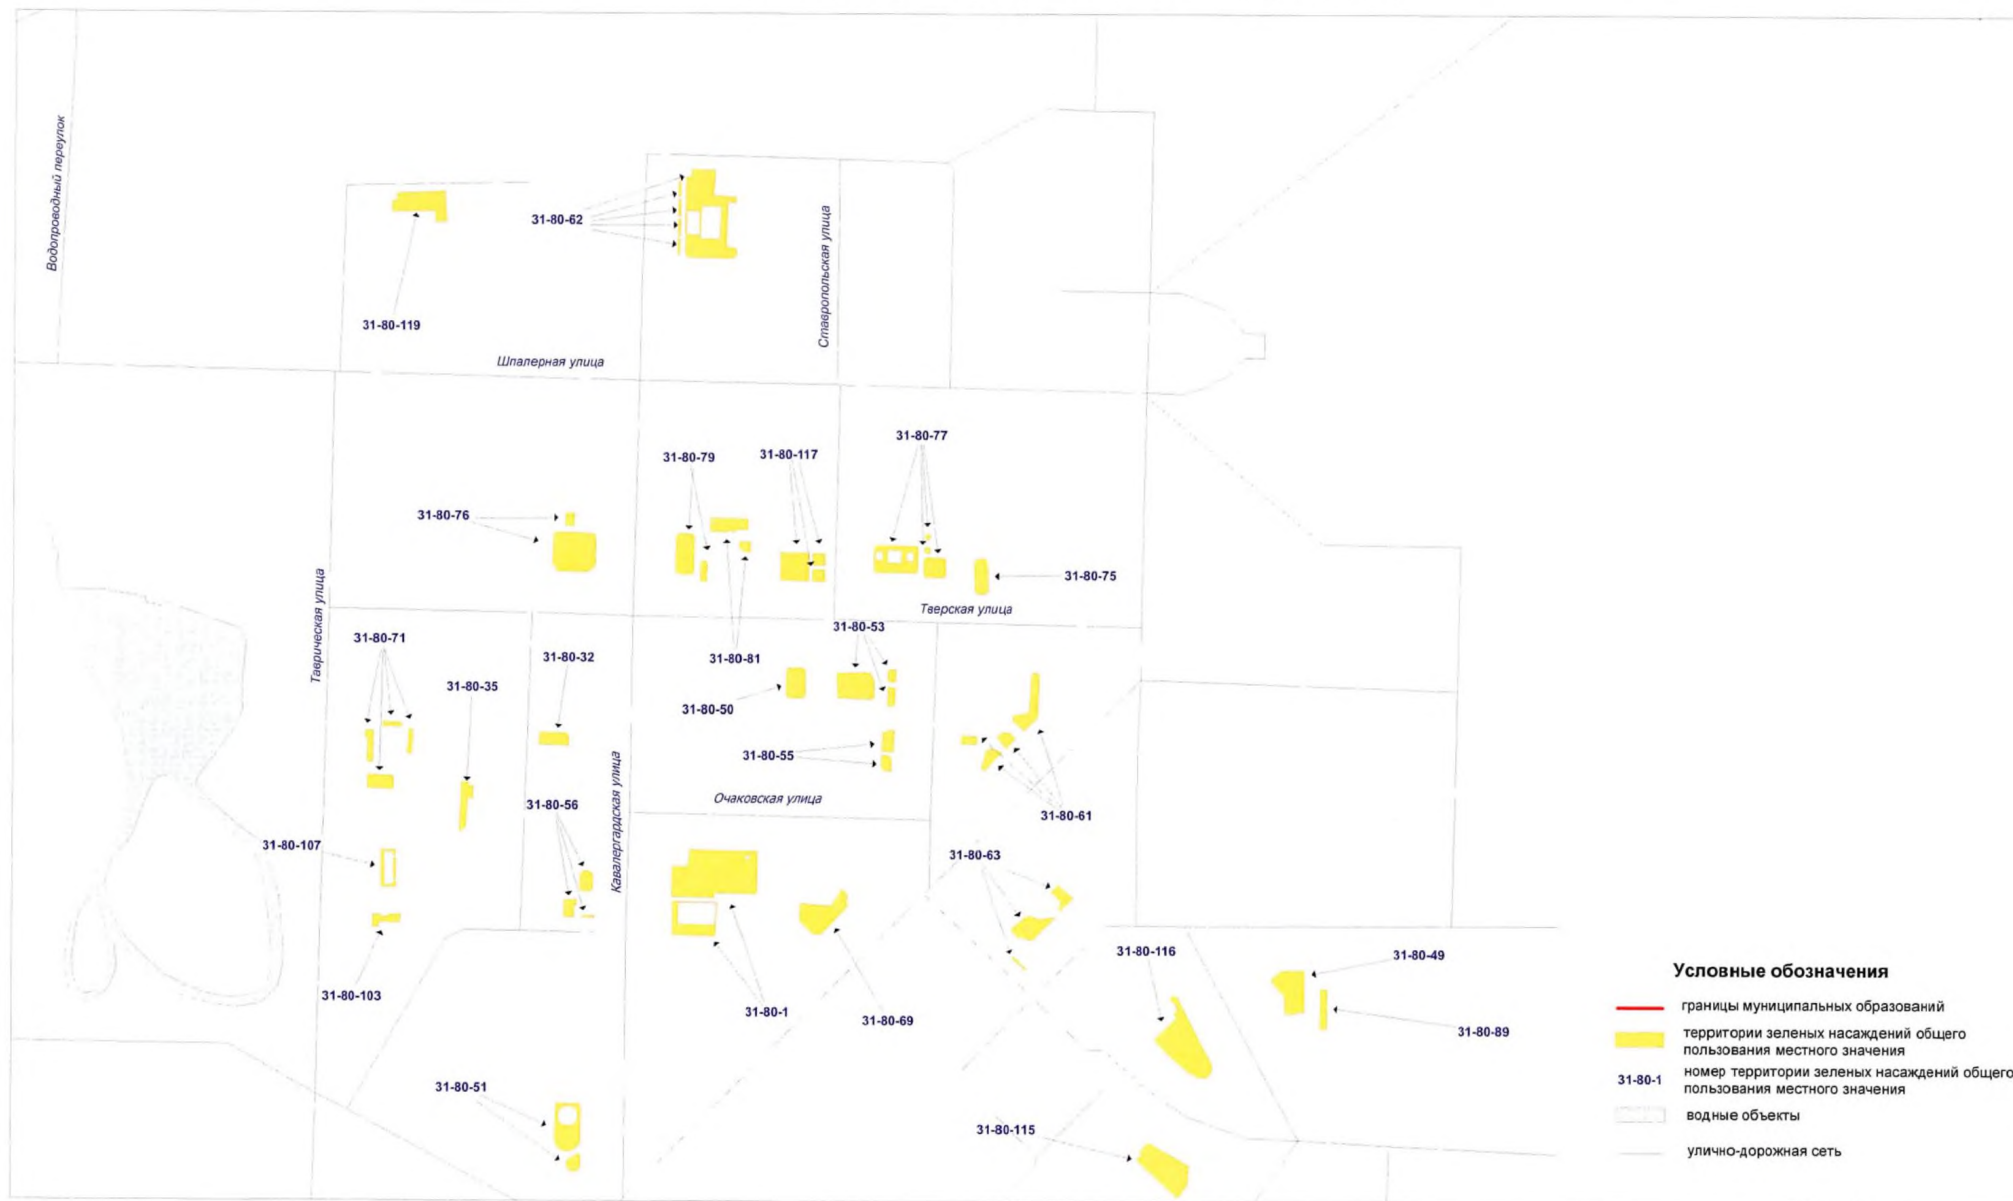 Водопроводный переулок
31-80-62
Ставропольская улица
31-80-119
Шпалерная улица
31-80-77
31-80-79
31-80-117
31-80-76
31-80-75
Таврическая улица
Тверская улица
31-80-71
31-80-32
31-80-81
31-80-53
31-80-35
31-80-50
31-80-55
Кавалергардская улица
Очаковская улица
31-80-56
31-80-61
31-80-107
31-80-63
31-80-103
31-80-1
31-80-69
31-80-116
31-80-49
31-80-89
31-80-51
31-80-115
Условные обозначения
границы муниципальных образований
территории зеленых насаждений общего
пользования местного значения
31-80-1
номер территории зеленых насаждений общего
пользования местного значения
водные объекты
улично-дорожная сеть